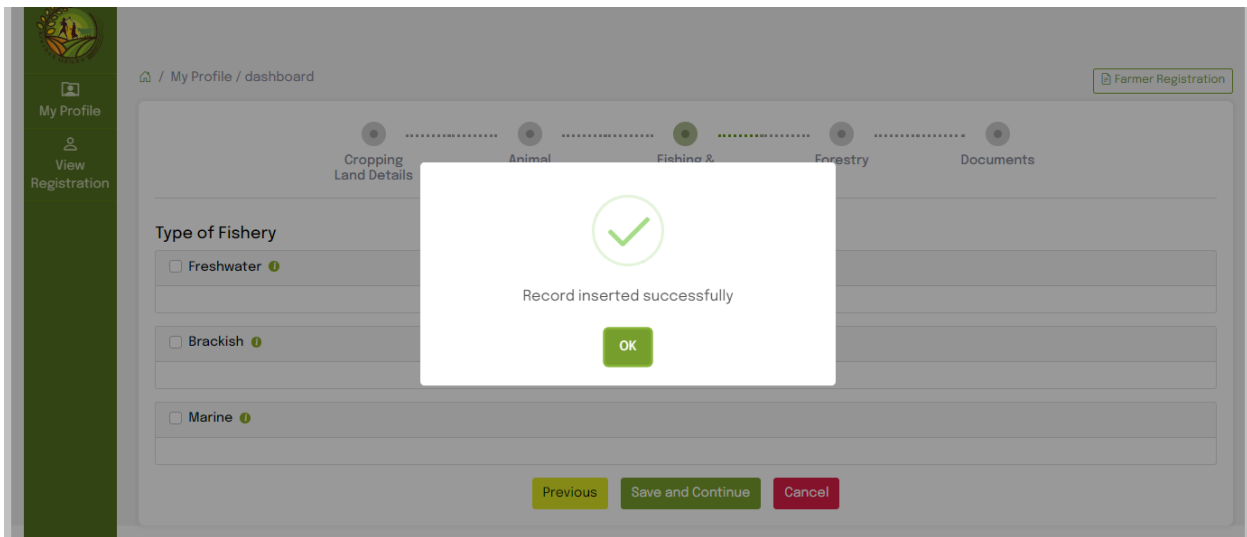 My Profile / dashboard
Farmer Registration
My Profile
View
Registration
Cropping
Land Details
Animal
Fishing &
Forestry
Documents
Type of Fishery
Freshwater
Brackish
Marine
Record inserted successfully
OK
Previous
Save and Continue
Cancel